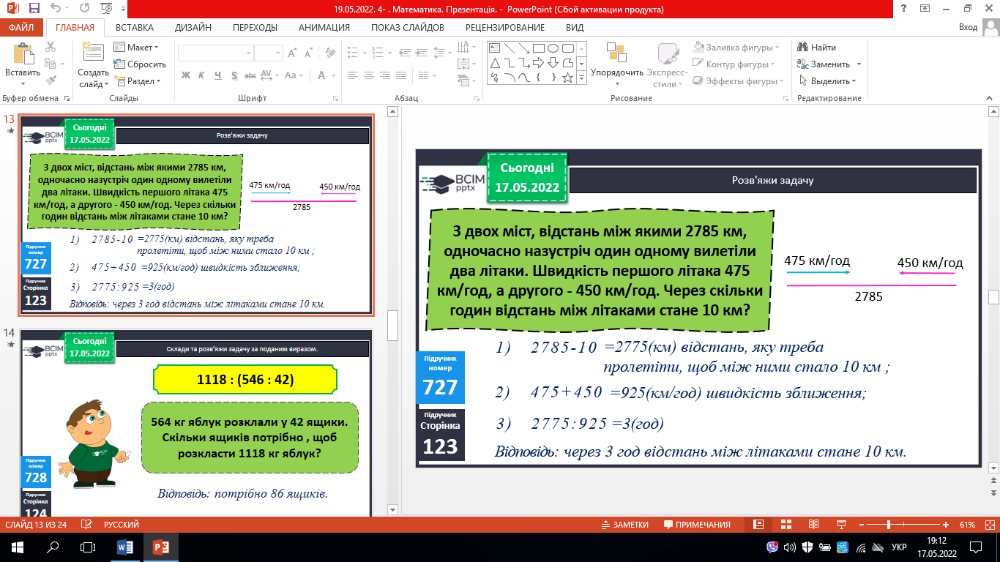 19.05.2022. 4- . Математика. Презентація. - PowerPoint (Сбой активации продукта)
ФАЙЛ ГЛАВНАЯ ВСТАВКА ДИЗАЙН ПЕРЕХОДЫ АНИМАЦИЯ ПОКАЗ СЛАЙДОВ РЕЦЕНЗИРОВАНИЕ ВИД Вход
Вставить
Буфер обмена
Создать слайд
Макет
Сбросить
Раздел
Слайды
Ж К Ч S abc AV Aa А
Шрифт
Абзац
Упорядочить
Экспресс-стили
Заливка фигуры
Контур фигуры
Эффекты фигуры
Рисование
Найти
Заменить
Выделить
Редактирование
13
Сьогодні
17.05.2022
BCIM
pptx
Розв'яжи задачу
З двох міст, відстань між якими 2785 км,
одночасно назустріч один одному вилетіли
два літаки. Швидкість першого літака 475
км/год, а другого - 450 км/год. Через скільки
годин відстань між літаками стане 10 км?
475 км/год 450 км/год
2785
1) 2785-10 =2775(км) відстань, яку треба
пролетіти, щоб між ними стало 10 км ;
2) 475+450 =925(км/год) швидкість зближення;
3) 2775:925 =3(год)
Відповідь: через 3 год відстань між літаками стане 10 км.
Підручник
номер
727
Підручник
Сторінка
123
14
Сьогодні
17.05.2022
BCIM
pptx
Склади та розв'яжи задачу за поданим виразом.
1118 : (546 : 42)
564 кг яблук розклали у 42 ящики.
Скільки ящиків потрібно , щоб
розкласти 1118 кг яблук?
Відповідь: потрібно 86 ящиків.
BCIM
pptx
Підручник
номер
728
Підручник
Сторінка
124
Сьогодні
17.05.2022
BCIM
pptx
Розв'яжи задачу
З двох міст, відстань між якими 2785 км,
одночасно назустріч один одному вилетіли
два літаки. Швидкість першого літака 475
км/год, а другого - 450 км/год. Через скільки
годин відстань між літаками стане 10 км?
475 км/год 450 км/год
2785
1) 2785-10 =2775(км) відстань, яку треба
пролетіти, щоб між ними стало 10 км ;
2) 475+450 =925(км/год) швидкість зближення;
3) 2775:925 =3(год)
Відповідь: через 3 год відстань між літаками стане 10 км.
Підручник
номер
727
Підручник
Сторінка
123
СЛАЙД 13 ИЗ 24 РУССКИЙ ЗАМЕТКИ ПРИМЕЧАНИЯ 61%
УКР
19:12
17.05.2022